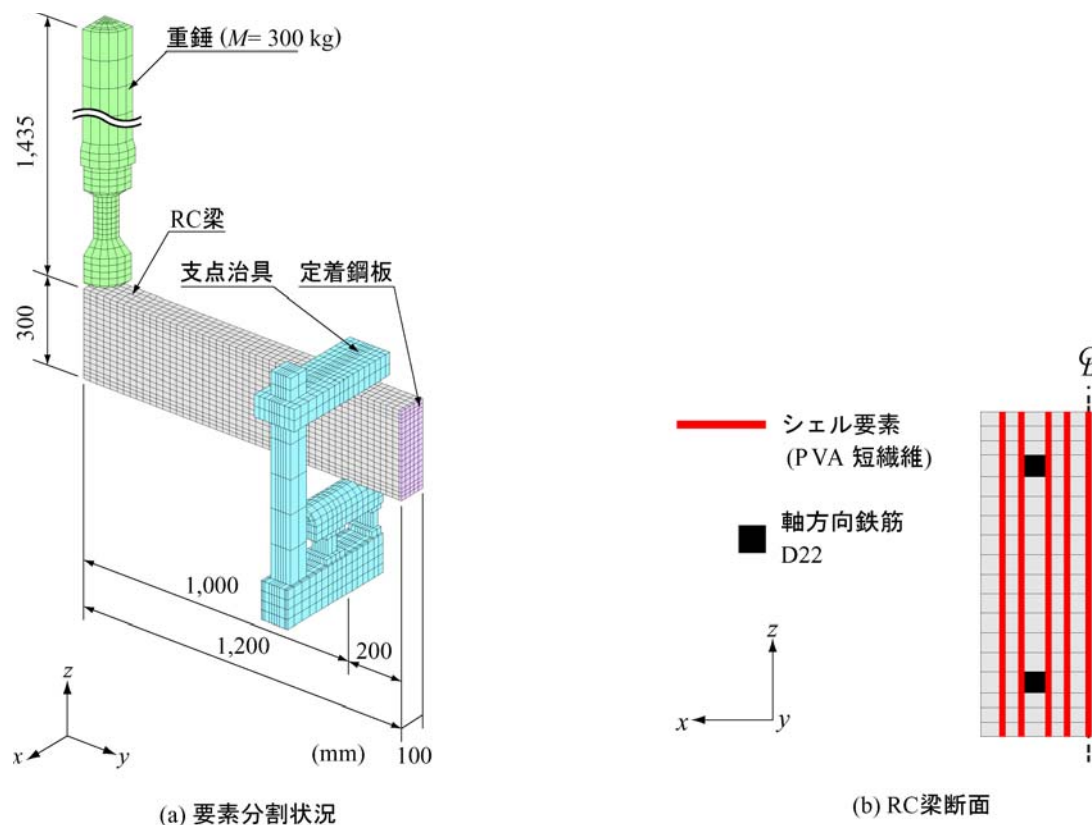 重錘 (M= 300 kg)
1,435
RC梁
支点治具
定着鋼板
300
1,000
1,200
200
(mm)
100
z
x
y
(a) 要素分割状況
℄
シェル要素
(PVA 短繊維)
軸方向鉄筋
D22
z
x
y
(b) RC梁断面